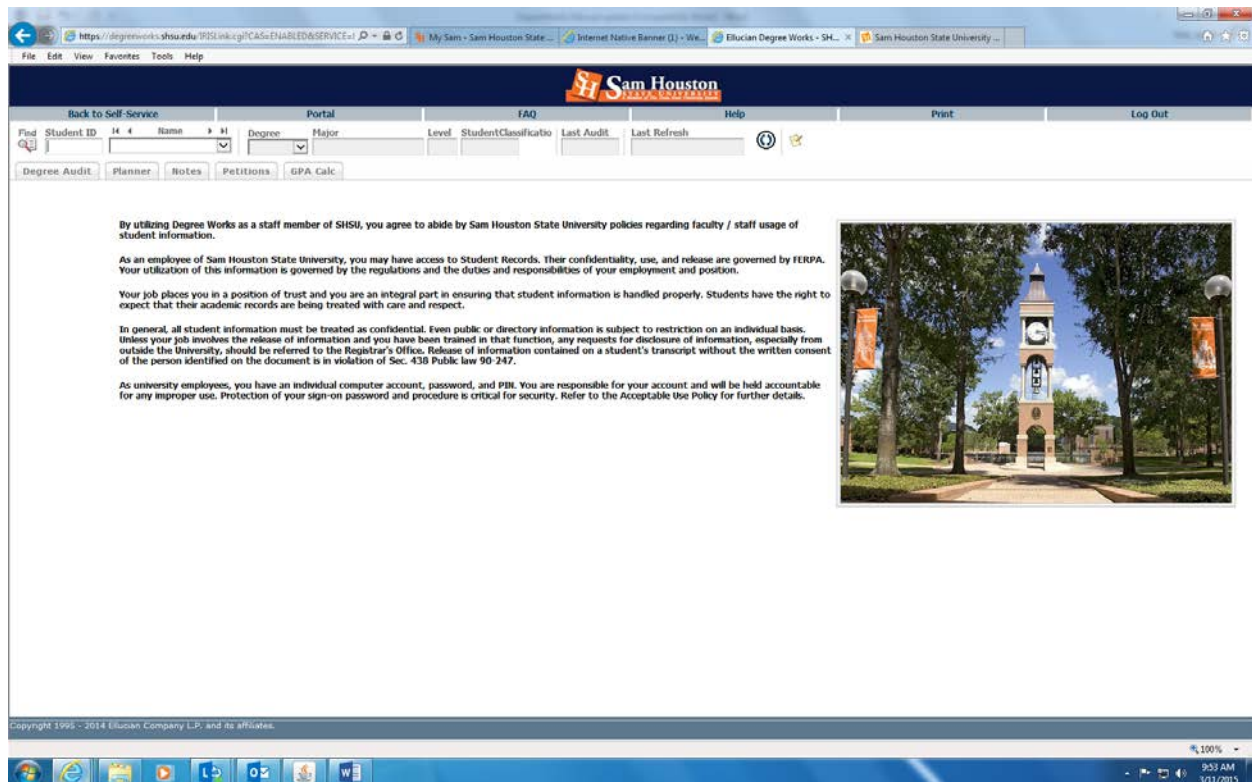 https://degreeworks.shsu.edu/IRISLink.cgi?CAS=ENABLED&SERVICE=l
My Sam - Sam Houston State ...
Internet Native Banner (1) - We...
Ellucian Degree Works - SH...
Sam Houston State University ...
File Edit View Favorites Tools Help
SH Sam Houston
STATE UNIVERSITY
Back to Self-Service Portal FAQ Help Print Log Out
Find Student ID Name Degree Major Level StudentClassificatio Last Audit Last Refresh
Degree Audit Planner Notes Petitions GPA Calc
By utilizing Degree Works as a staff member of SHSU, you agree to abide by Sam Houston State University policies regarding faculty / staff usage of
student information.
As an employee of Sam Houston State University, you may have access to Student Records. Their confidentiality, use, and release are governed by FERPA.
Your utilization of this information is governed by the regulations and the duties and responsibilities of your employment and position.
Your job places you in a position of trust and you are an integral part in ensuring that student information is handled properly. Students have the right to
expect that their academic records are being treated with care and respect.
In general, all student information must be treated as confidential. Even public or directory information is subject to restriction on an individual basis.
Unless your job involves the release of information and you have been trained in that function, any requests for disclosure of information, especially from
outside the University, should be referred to the Registrar's Office. Release of information contained on a student's transcript without the written consent
of the person identified on the document is in violation of Sec. 438 Public law 90-247.
As university employees, you have an individual computer account, password, and PIN. You are responsible for your account and will be held accountable
for any improper use. Protection of your sign-on password and procedure is critical for security. Refer to the Acceptable Use Policy for further details.
Copyright 1995 - 2014 Ellucian Company L.P. and its affiliates.
100%
9:53 AM
3/11/2015